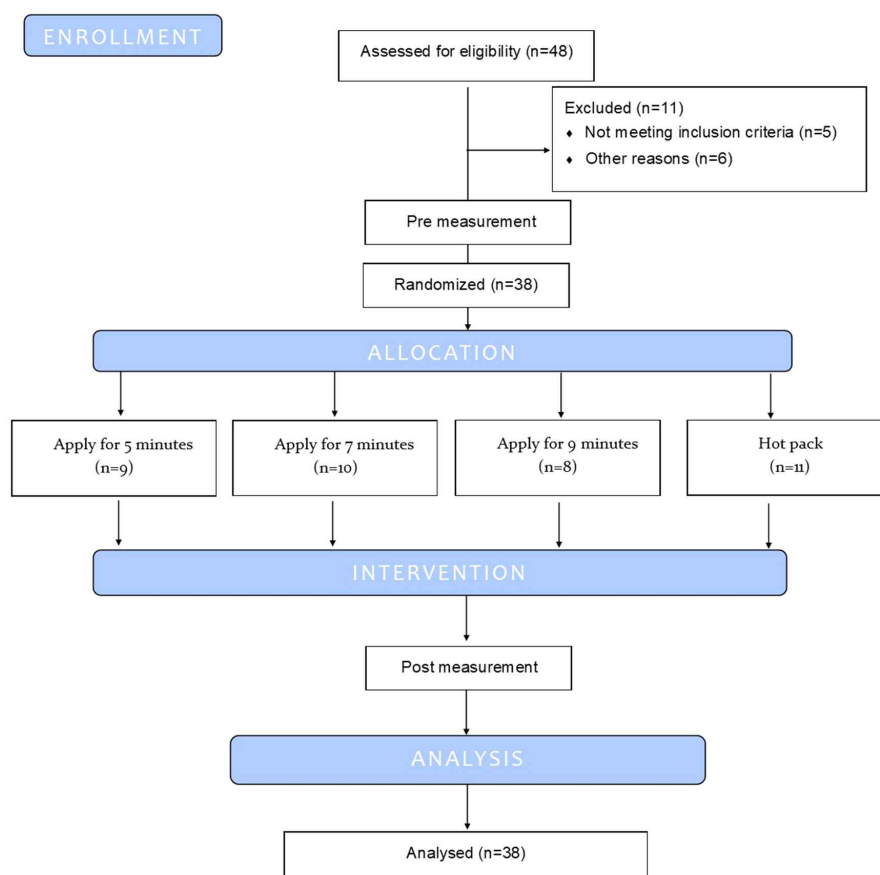 ENROLLMENT
Assessed for eligibility (n=48)
Excluded (n=11)
♦ Not meeting inclusion criteria (n=5)
♦ Other reasons (n=6)
Pre measurement
Randomized (n=38)
ALLOCATION
Apply for 5 minutes
(n=9)
Apply for 7 minutes
(n=10)
Apply for 9 minutes
(n=8)
Hot pack
(n=11)
INTERVENTION
Post measurement
ANALYSIS
Analysed (n=38)